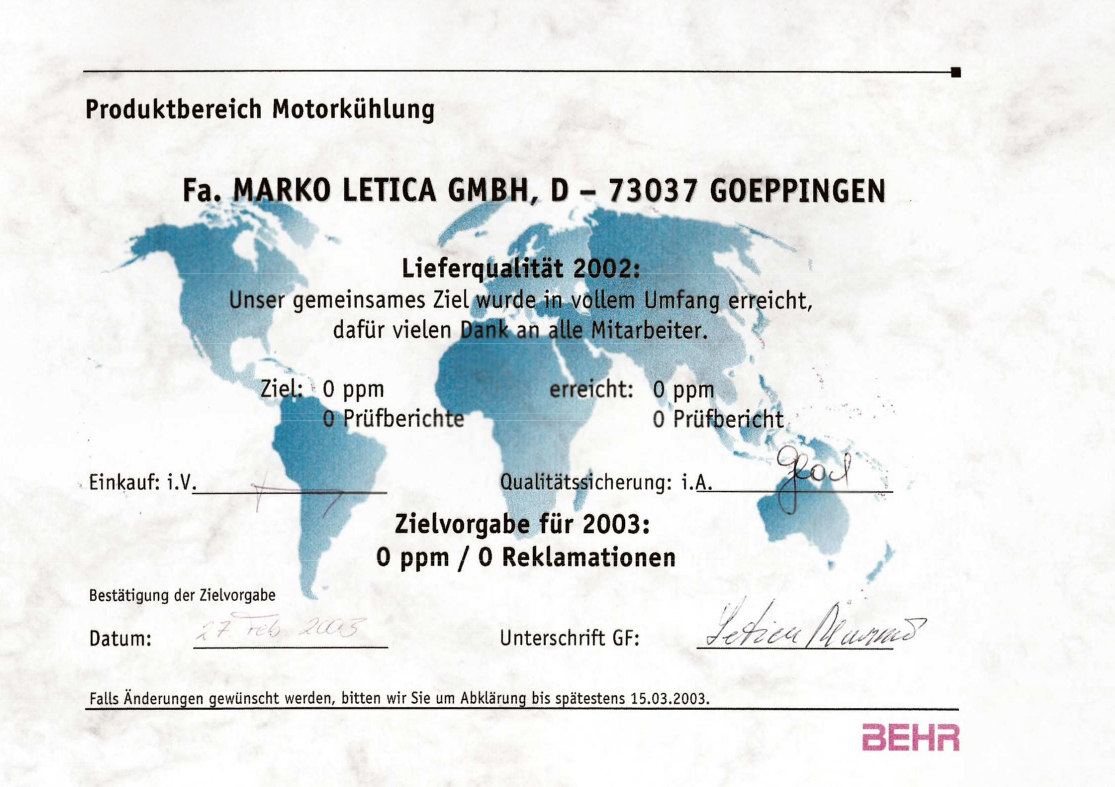 Produktbereich Motorkühlung
Fa. MARKO LETICA GMBH, D – 73037 GOEPPINGEN
Lieferqualität 2002:
Unser gemeinsames Ziel wurde in vollem Umfang erreicht,
dafür vielen Dank an alle Mitarbeiter.
Ziel: 0 ppm erreicht: 0 ppm
0 Prüfberichte 0 Prüfbericht
Einkauf: i.V. Qualitätssicherung: i.A.
Zielvorgabe für 2003:
0 ppm / 0 Reklamationen
Bestätigung der Zielvorgabe
Datum: 27. Feb. 2003 Unterschrift GF: Letica
Falls Änderungen gewünscht werden, bitten wir Sie um Abklärung bis spätestens 15.03.2003.
BEHR